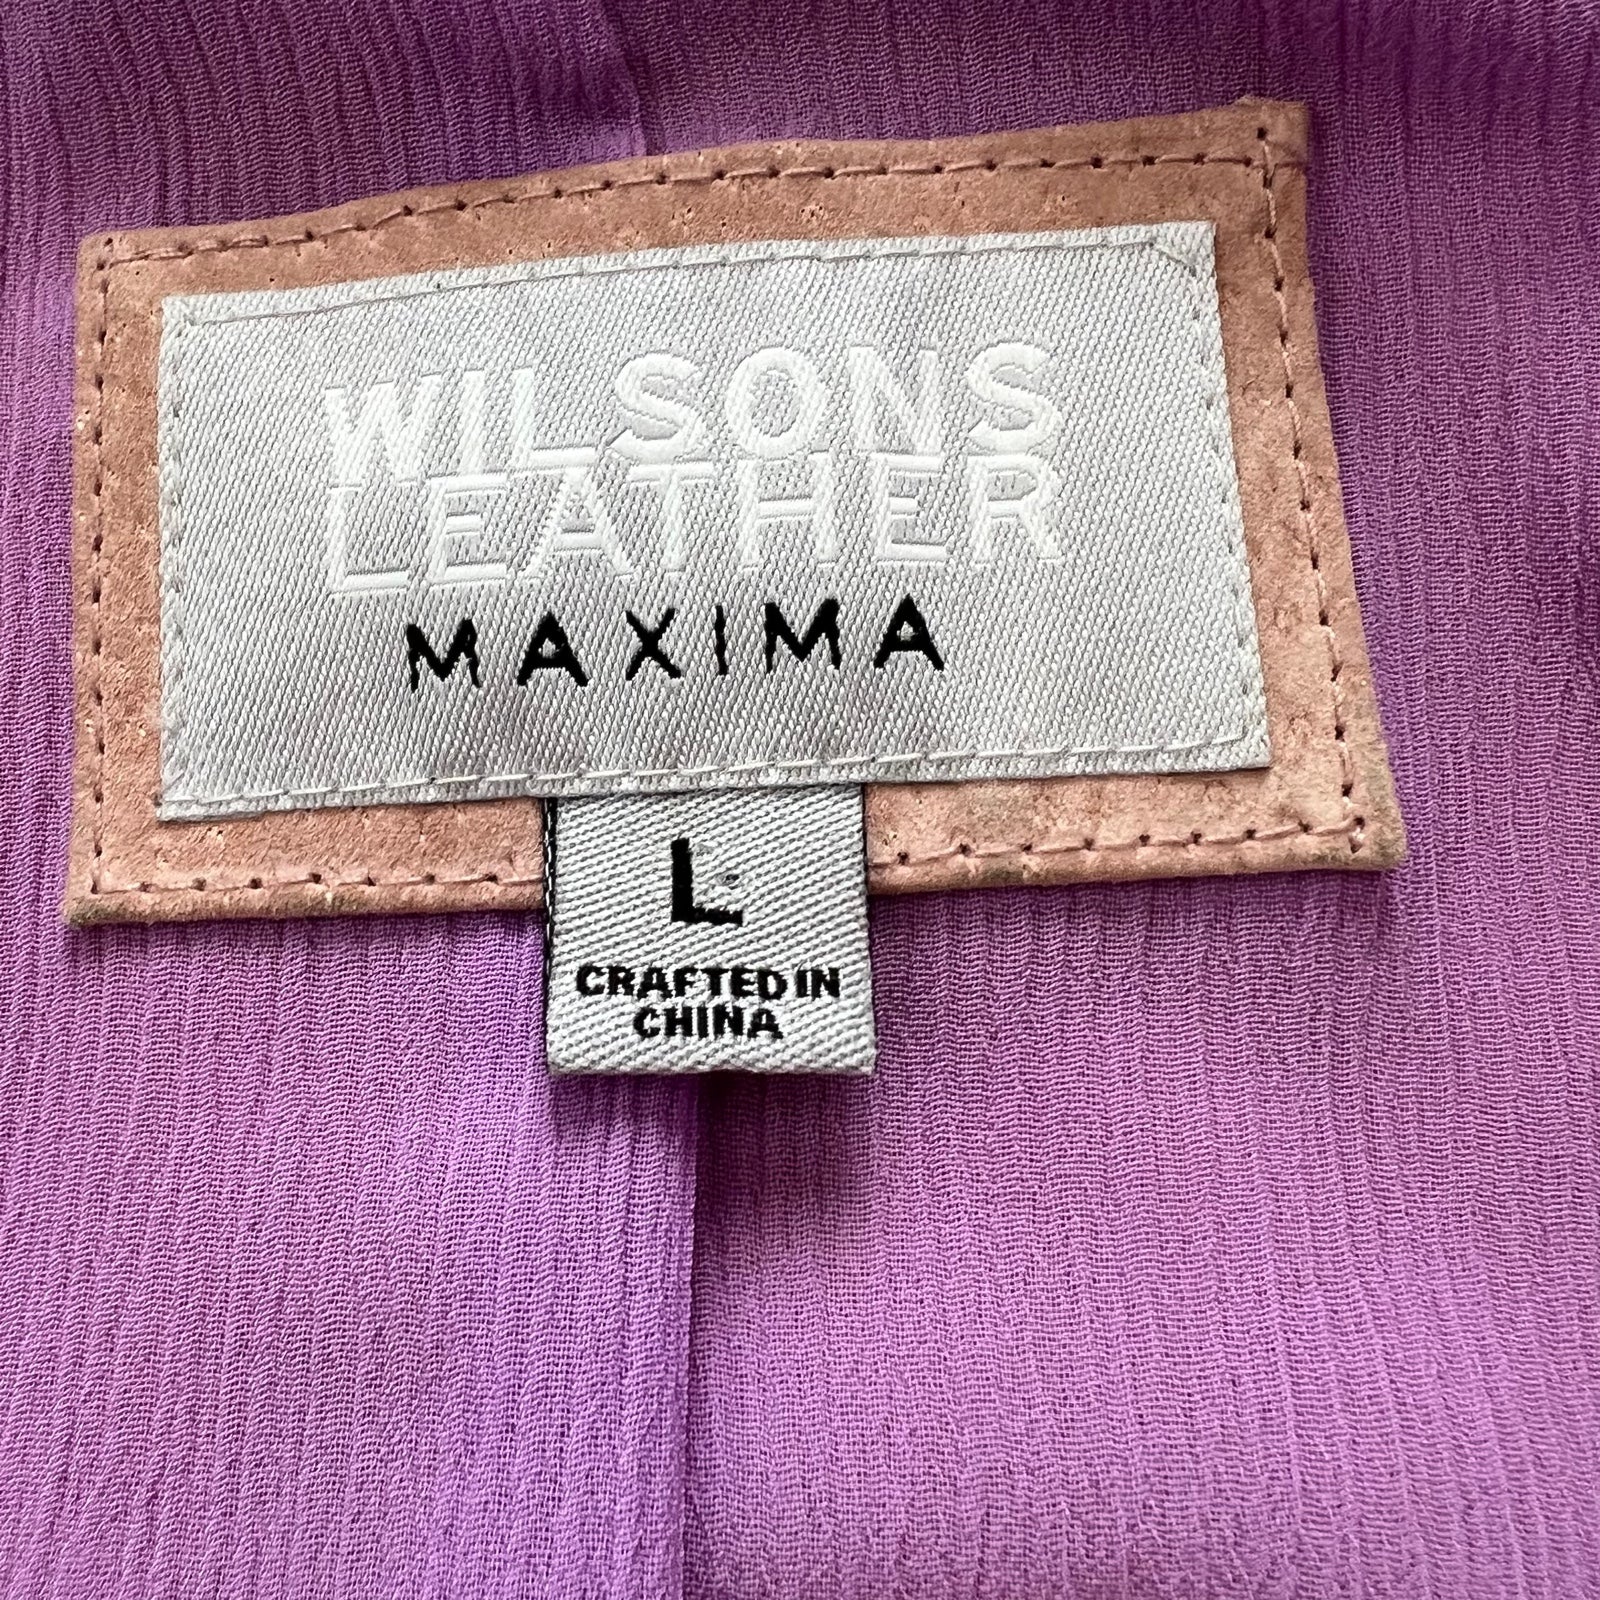 WILSONS
LEATHER
MAXIMA
L
CRAFTED IN
CHINA